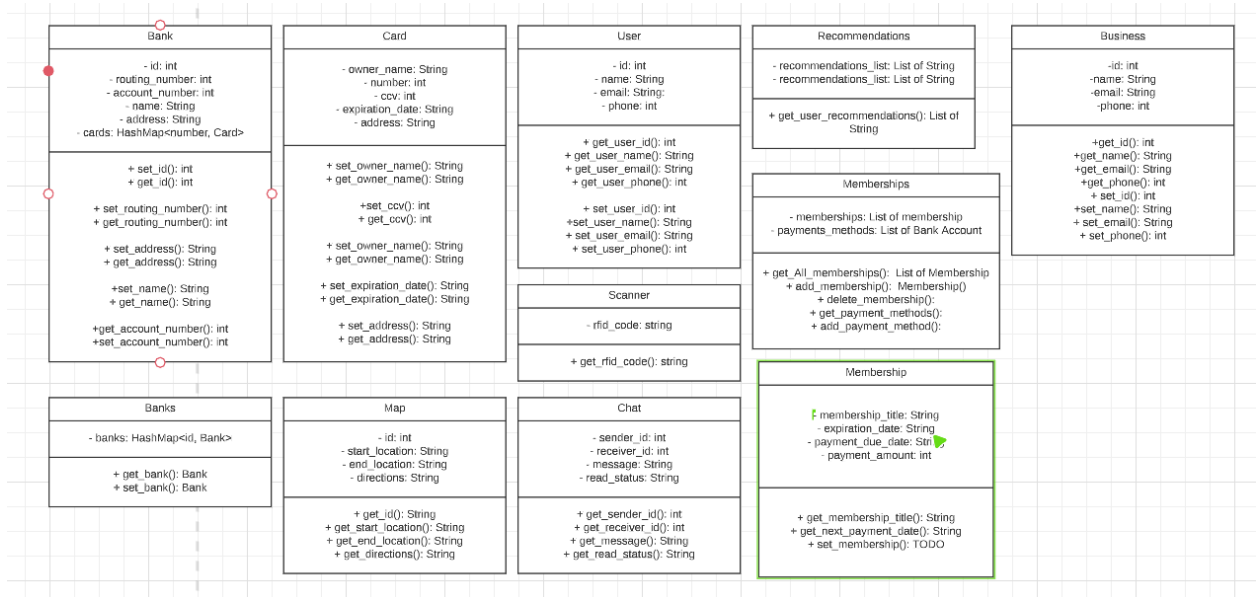 Bank
- id: int
- routing_number: int
- account_number: int
- name: String
- address: String
- cards: HashMap<number, Card>
+ set_id(): int
+ get_id(): int
+ set_routing_number(): int
+ get_routing_number(): int
+ set_address(): String
+ get_address(): String
+set_name(): String
+ get_name(): String
+get_account_number(): int
+set_account_number(): int
Card
- owner_name: String
- number: int
- ccv: int
- expiration_date: String
- address: String
+ set_owner_name(): String
+ get_owner_name(): String
+set_ccv(): int
+ get_ccv(): int
+ set_owner_name(): String
+ get_owner_name(): String
+ set_expiration_date(): String
+ get_expiration_date(): String
+ set_address(): String
+ get_address(): String
User
- id: int
- name: String
- email: String:
- phone: int
+ get_user_id(): int
+ get_user_name(): String
+ get_user_email(): String
+ get_user_phone(): int
+ set_user_id(): int
+set_user_name(): String
+ set_user_email(): String
+ set_user_phone(): int
Recommendations
- recommendations_list: List of String
- recommendations_list: List of String
+ get_user_recommendations(): List of
String
Business
-id: int
-name: String
-email: String
-phone: int
+get_id(): int
+get_name(): String
+get_email(): String
+get_phone(): int
+ set_id(): int
+set_name(): String
+ set_email(): String
+ set_phone(): int
Memberships
- memberships: List of membership
- payments_methods: List of Bank Account
+ get_All_memberships(): List of Membership
+ add_membership(): Membership()
+ delete_membership():
+ get_payment_methods():
+ add_payment_method():
Scanner
- rfid_code: string
+ get_rfid_code(): string
Banks
- banks: HashMap<id, Bank>
+ get_bank(): Bank
+ set_bank(): Bank
Map
- id: int
- start_location: String
- end_location: String
- directions: String
+ get_id(): String
+ get_start_location(): String
+ get_end_location(): String
+ get_directions(): String
Chat
- sender_id: int
- receiver_id: int
- message: String
- read_status: String
+ get_sender_id(): int
+ get_receiver_id(): int
+ get_message(): String
+ get_read_status(): String
Membership
membership_title: String
- expiration_date: String
- payment_due_date: String
- payment_amount: int
+ get_membership_title(): String
+ get_next_payment_date(): String
+ set_membership(): TODO